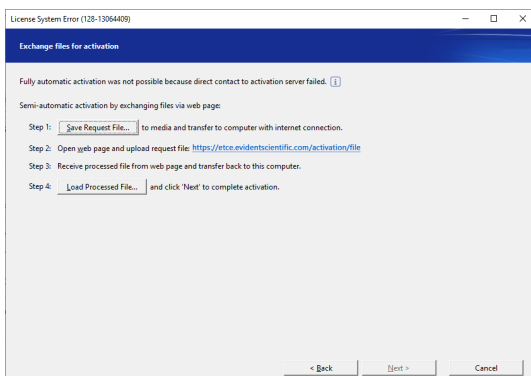 License System Error (128-13064409)
Exchange files for activation
Fully automatic activation was not possible because direct contact to activation server failed. i
Semi-automatic activation by exchanging files via web page:
Step 1: Save Request File... to media and transfer to computer with internet connection.
Step 2: Open web page and upload request file: https://etce.evidentscientific.com/activation/file
Step 3: Receive processed file from web page and transfer back to this computer.
Step 4: Load Processed File... and click 'Next' to complete activation.
< Back Next > Cancel